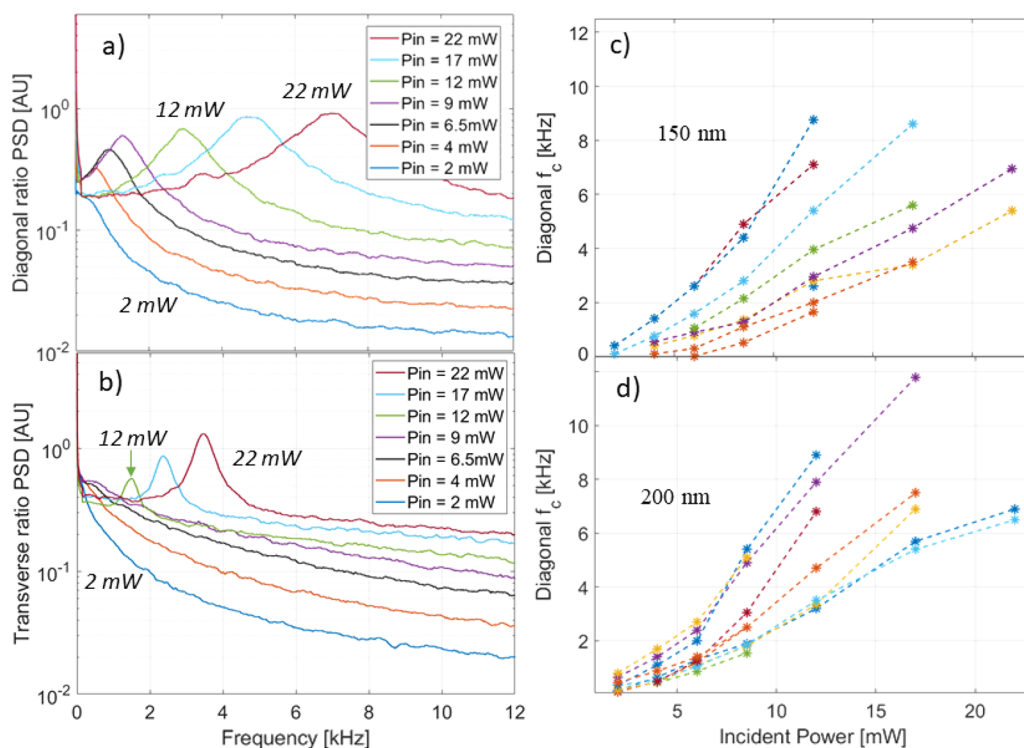 a)
Diagonal ratio PSD [AU]
10^0
10^-1
10^-2
12 mW
22 mW
2 mW
Pin = 22 mW
Pin = 17 mW
Pin = 12 mW
Pin = 9 mW
Pin = 6.5mW
Pin = 4 mW
Pin = 2 mW
b)
Transverse ratio PSD [AU]
10^0
10^-1
10^-2
12 mW
22 mW
2 mW
Pin = 22 mW
Pin = 17 mW
Pin = 12 mW
Pin = 9 mW
Pin = 6.5mW
Pin = 4 mW
Pin = 2 mW
0 2 4 6 8 10 12
Frequency [kHz]
c)
150 nm
Diagonal f_c [kHz]
12
10
8
6
4
2
0
d)
200 nm
Diagonal f_c [kHz]
10
8
6
4
2
5 10 15 20
Incident Power [mW]